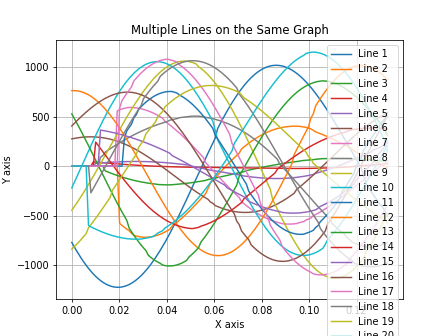 Multiple Lines on the Same Graph
Y axis
1000
500
0
−500
−1000
0.00
0.02
0.04
0.06
0.08
0.10
X axis
Line 1
Line 2
Line 3
Line 4
Line 5
Line 6
Line 7
Line 8
Line 9
Line 10
Line 11
Line 12
Line 13
Line 14
Line 15
Line 16
Line 17
Line 18
Line 19
Line 20